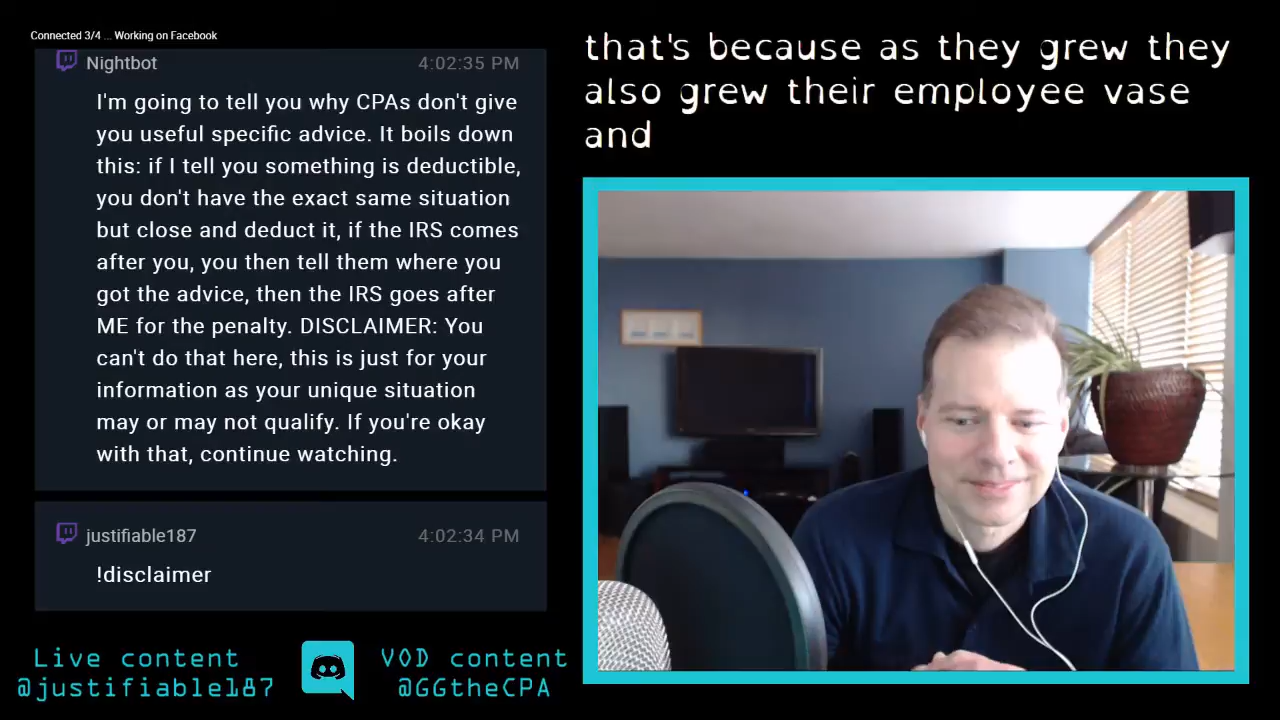 Connected 3/4 ... Working on Facebook
Nightbot 4:02:35 PM
I'm going to tell you why CPAs don't give
you useful specific advice. It boils down
this: if I tell you something is deductible,
you don't have the exact same situation
but close and deduct it, if the IRS comes
after you, you then tell them where you
got the advice, then the IRS goes after
ME for the penalty. DISCLAIMER: You
can't do that here, this is just for your
information as your unique situation
may or may not qualify. If you're okay
with that, continue watching.
justifiable187 4:02:34 PM
!disclaimer
Live content
@justifiable187
VOD content
@GGtheCPA
that's because as they grew they
also grew their employee vase
and